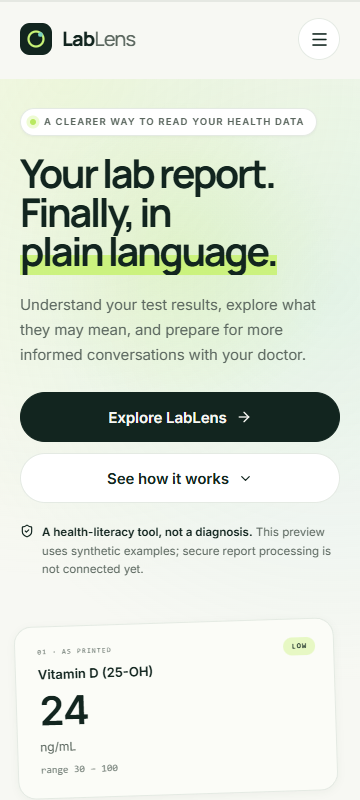 LabLens
A CLEARER WAY TO READ YOUR HEALTH DATA
Your lab report.
Finally, in
plain language.
Understand your test results, explore what
they may mean, and prepare for more
informed conversations with your doctor.
Explore LabLens →
See how it works
A health-literacy tool, not a diagnosis. This preview
uses synthetic examples; secure report processing is
not connected yet.
01 · AS PRINTED
LOW
Vitamin D (25-OH)
24
ng/mL
range 30 – 100